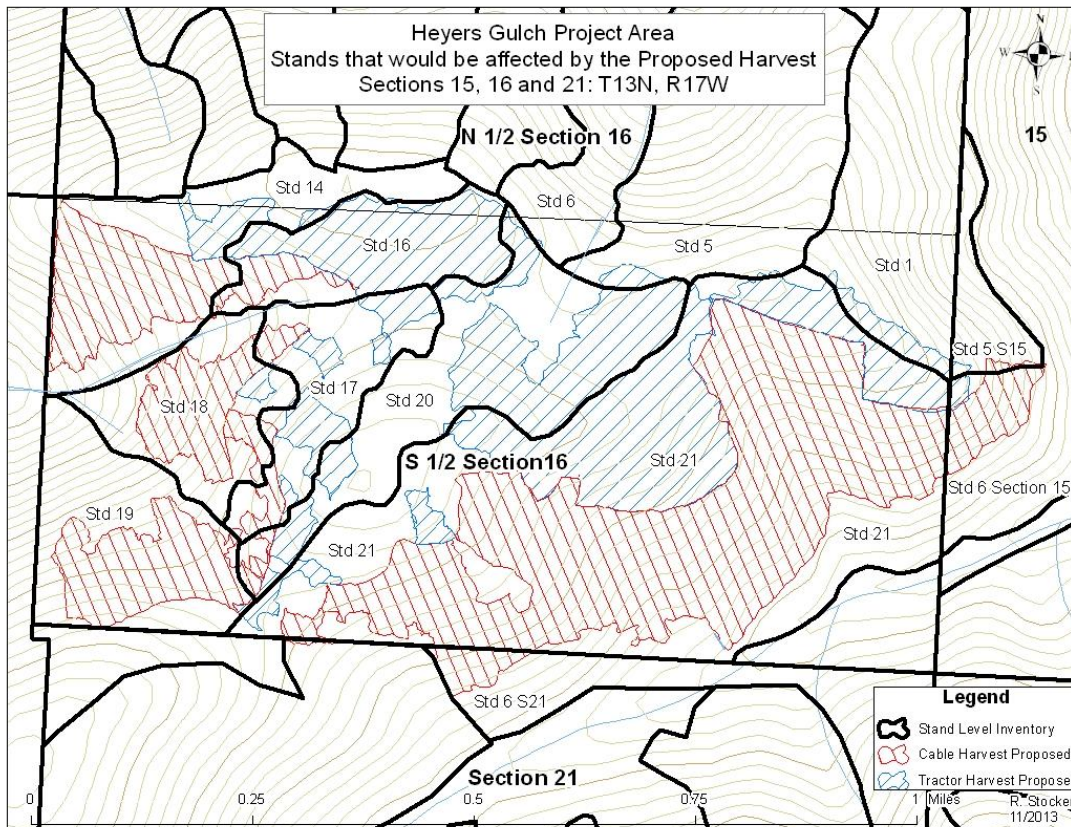 Heyers Gulch Project Area
Stands that would be affected by the Proposed Harvest
Sections 15, 16 and 21: T13N, R17W
N
W
S
N 1/2 Section 16
15
Std 14
Std 6
Std 16
Std 5
Std 1
Std 5 S15
Std 17
Std 18
Std 20
S 1/2 Section16
Std 21
Std 6 Section 15
Std 19
Std 21
Std 21
Std 6 S21
Section 21
Legend
Stand Level Inventory
Cable Harvest Proposed
Tractor Harvest Propose
0 0.25 0.5 0.75 1 Miles
R. Stocke
11/2013